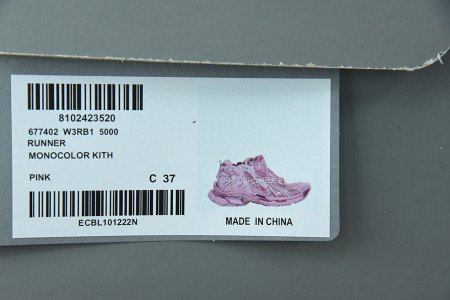 8102423520
677402 W3RB1 5000
RUNNER
MONOCOLOR KITH
PINK C 37
ECBL101222N
MADE IN CHINA